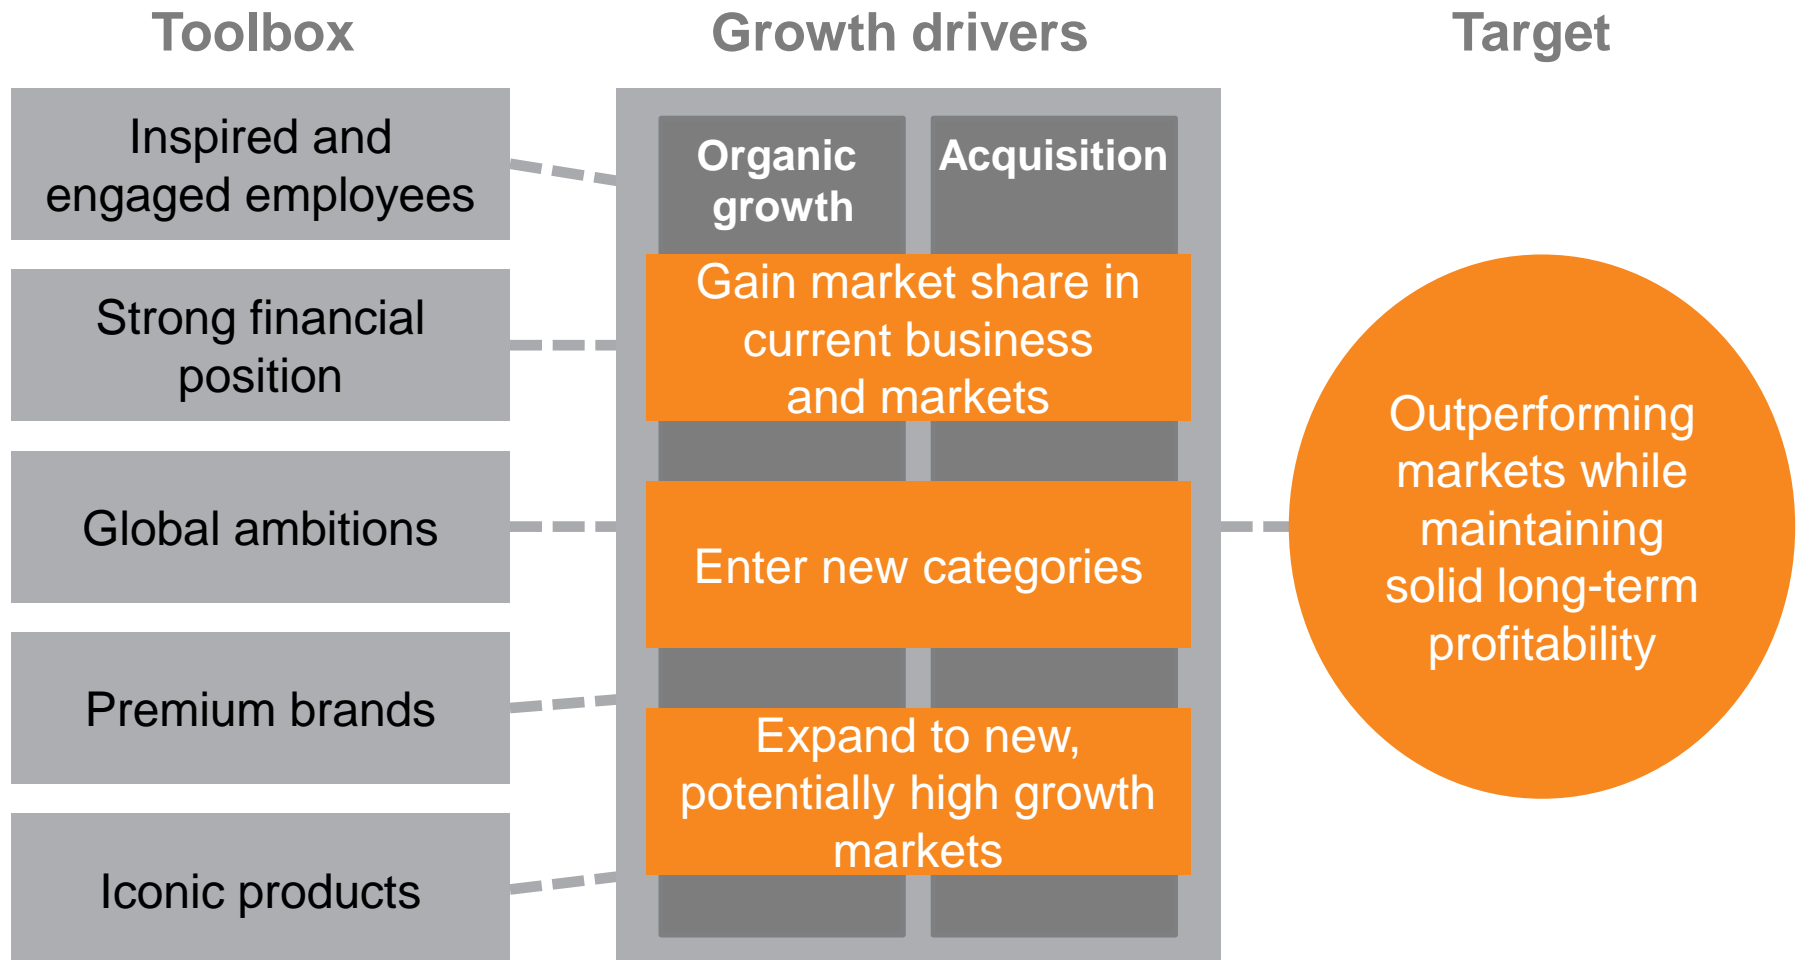 Toolbox
Growth drivers
Target
Inspired and
engaged employees
Strong financial
position
Global ambitions
Premium brands
Iconic products
Organic
growth
Acquisition
Gain market share in
current business
and markets
Enter new categories
Expand to new,
potentially high growth
markets
Outperforming
markets while
maintaining
solid long-term
profitability